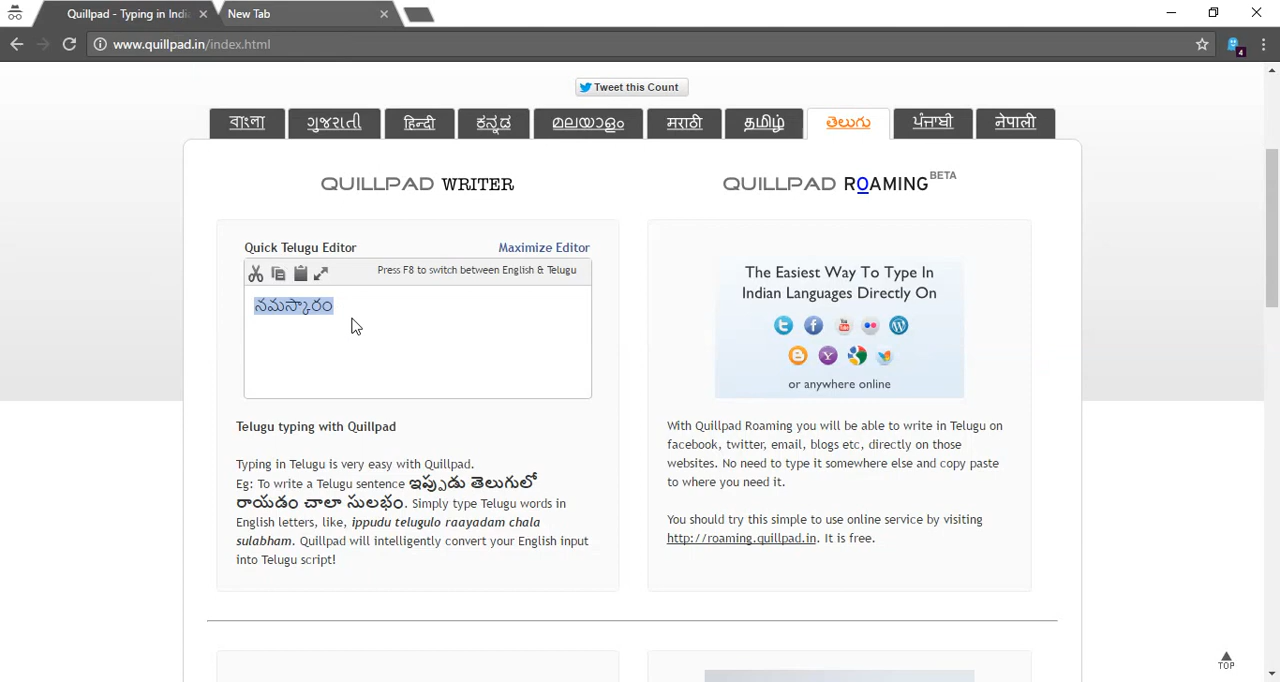 Quillpad - Typing in Indi
New Tab
www.quillpad.in/index.html
4
Tweet this Count
বাংলা ગુજરાતી हिन्दी ಕನ್ನಡ മലയാളം मराठी தமிழ் తెలుగు ਪੰਜਾਬੀ नेपाली
QUILLPAD WRITER
QUILLPAD ROAMING BETA
Quick Telugu Editor Maximize Editor
Press F8 to switch between English & Telugu
నమస్కారం
Telugu typing with Quillpad
Typing in Telugu is very easy with Quillpad.
Eg: To write a Telugu sentence ఇప్పుడు తెలుగులో
రాయడం చాలా సులభం. Simply type Telugu words in
English letters, like, ippudu telugulo raayadam chala
sulabham. Quillpad will intelligently convert your English input
into Telugu script!
The Easiest Way To Type In
Indian Languages Directly On
or anywhere online
With Quillpad Roaming you will be able to write in Telugu on
facebook, twitter, email, blogs etc, directly on those
websites. No need to type it somewhere else and copy paste
to where you need it.
You should try this simple to use online service by visiting
http://roaming.quillpad.in. It is free.
TOP